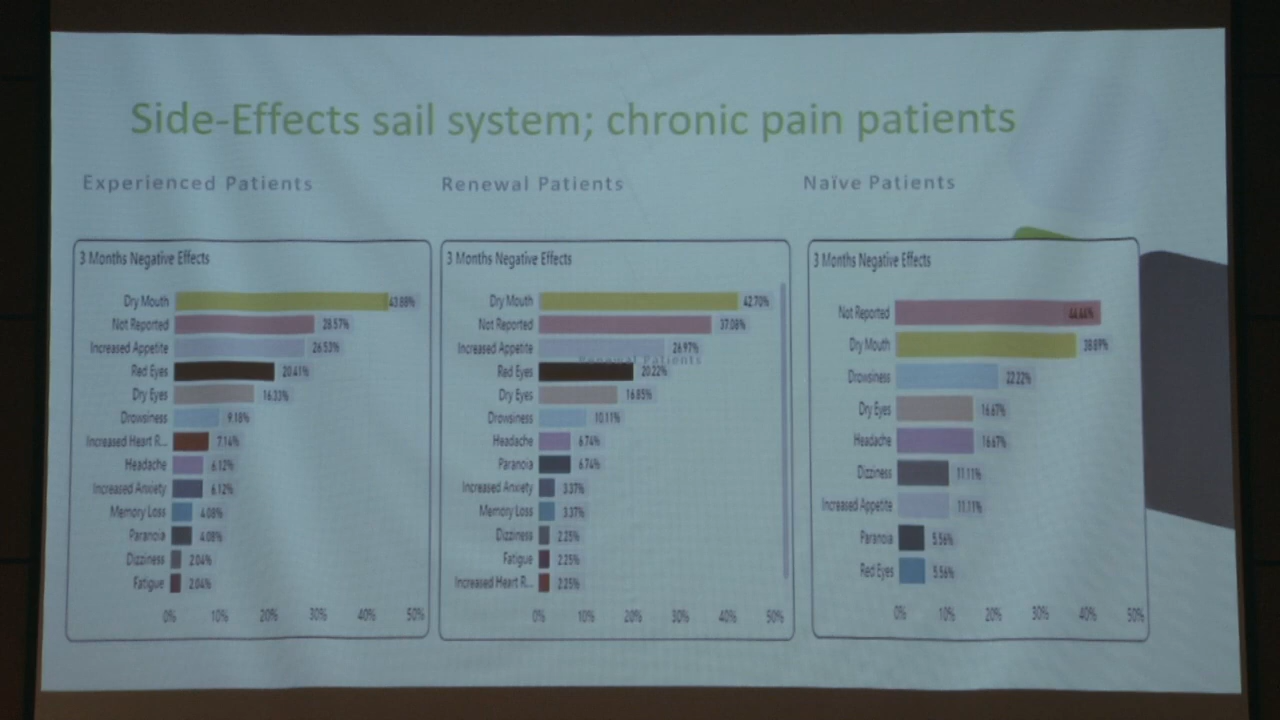 Side-Effects sail system; chronic pain patients
Experienced Patients
3 Months Negative Effects
Dry Mouth 43.88%
Not Reported 28.57%
Increased Appetite 26.53%
Red Eyes 20.41%
Dry Eyes 16.33%
Drowsiness 9.18%
Increased Heart R... 7.14%
Headache 6.12%
Increased Anxiety 6.12%
Memory Loss 4.08%
Paranoia 4.08%
Dizziness 2.04%
Fatigue 2.04%
0% 10% 20% 30% 40% 50%
Renewal Patients
3 Months Negative Effects
Dry Mouth 42.70%
Not Reported 37.08%
Increased Appetite 26.97%
Renewal Patients
Red Eyes 20.22%
Dry Eyes 16.85%
Drowsiness 10.11%
Headache 6.74%
Paranoia 6.74%
Increased Anxiety 3.37%
Memory Loss 3.37%
Dizziness 2.25%
Fatigue 2.25%
Increased Heart R... 2.25%
0% 10% 20% 30% 40% 50%
Naïve Patients
3 Months Negative Effects
Not Reported 44.44%
Dry Mouth 38.89%
Drowsiness 22.22%
Dry Eyes 16.67%
Headache 16.67%
Dizziness 11.11%
Increased Appetite 11.11%
Paranoia 5.56%
Red Eyes 5.56%
0% 10% 20% 30% 40% 50%